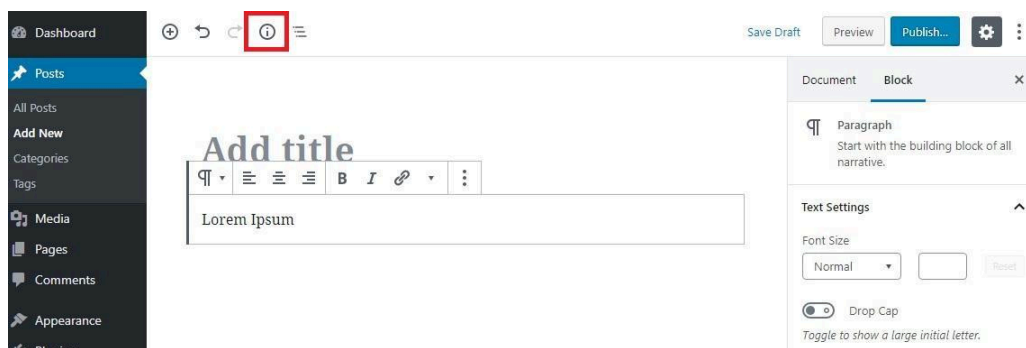 Dashboard
Save Draft
Preview
Publish...
Posts
Document
Block
All Posts
Add New
Categories
Tags
Add title
Paragraph
Start with the building block of all
narrative.
B I
Lorem Ipsum
Text Settings
Media
Pages
Comments
Font Size
Normal
Reset
Appearance
Drop Cap
Toggle to show a large initial letter.